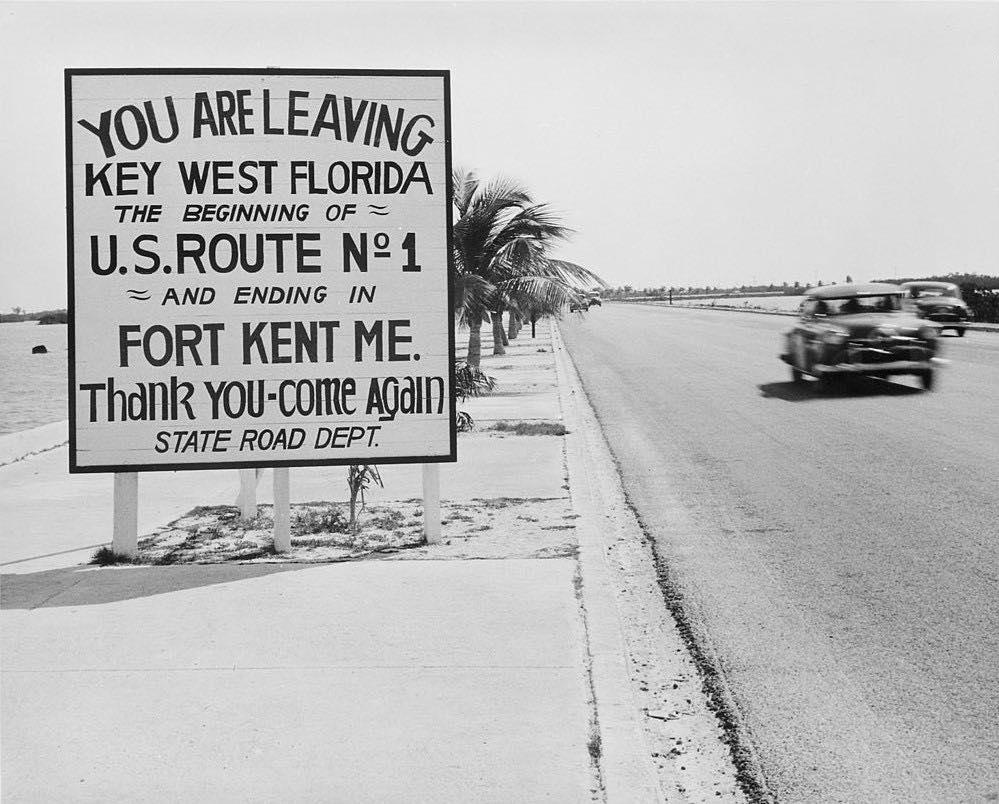 YOU ARE LEAVING
KEY WEST FLORIDA
THE BEGINNING OF ≈
U.S. ROUTE Nº 1
≈ AND ENDING IN
FORT KENT ME.
Thank YOU-come Again
STATE ROAD DEPT.